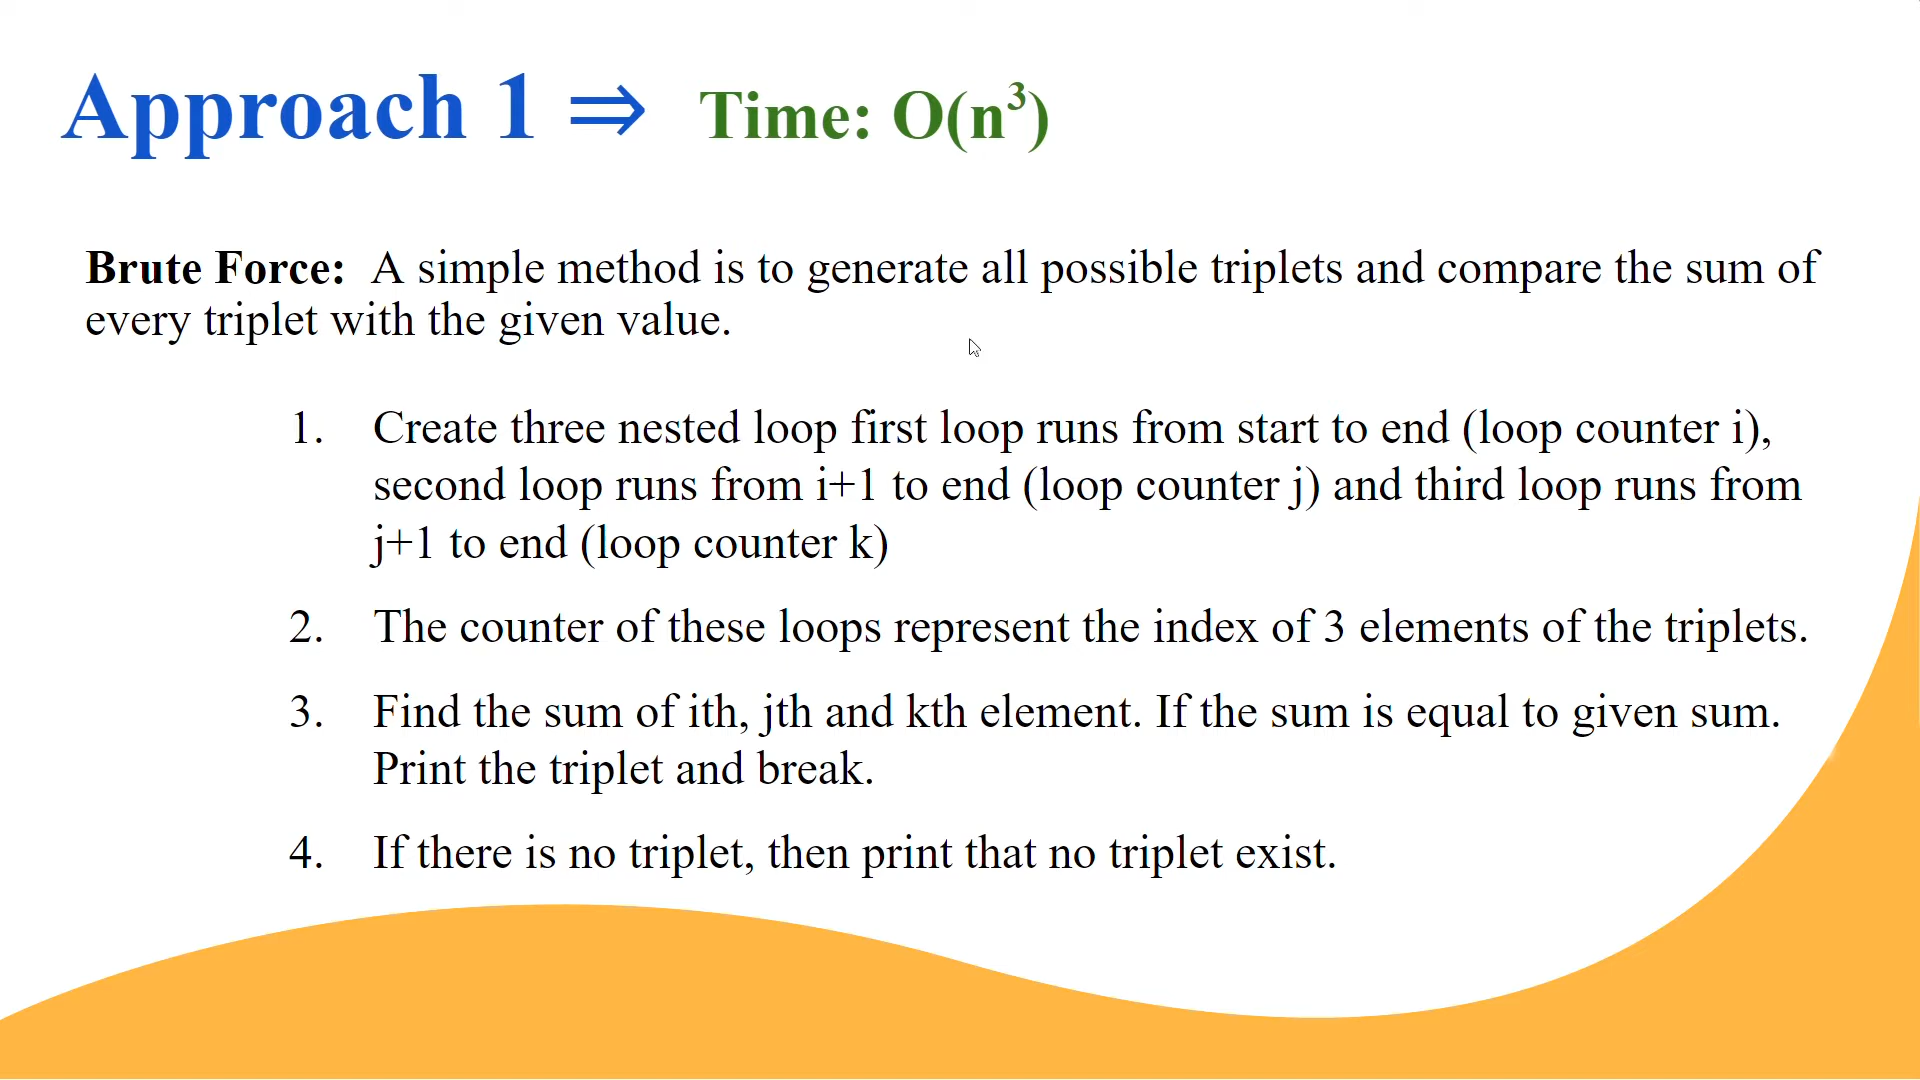 Approach 1 ⇒ Time: O(n³)
Brute Force: A simple method is to generate all possible triplets and compare the sum of
every triplet with the given value.
1. Create three nested loop first loop runs from start to end (loop counter i),
second loop runs from i+1 to end (loop counter j) and third loop runs from
j+1 to end (loop counter k)
2. The counter of these loops represent the index of 3 elements of the triplets.
3. Find the sum of ith, jth and kth element. If the sum is equal to given sum.
Print the triplet and break.
4. If there is no triplet, then print that no triplet exist.